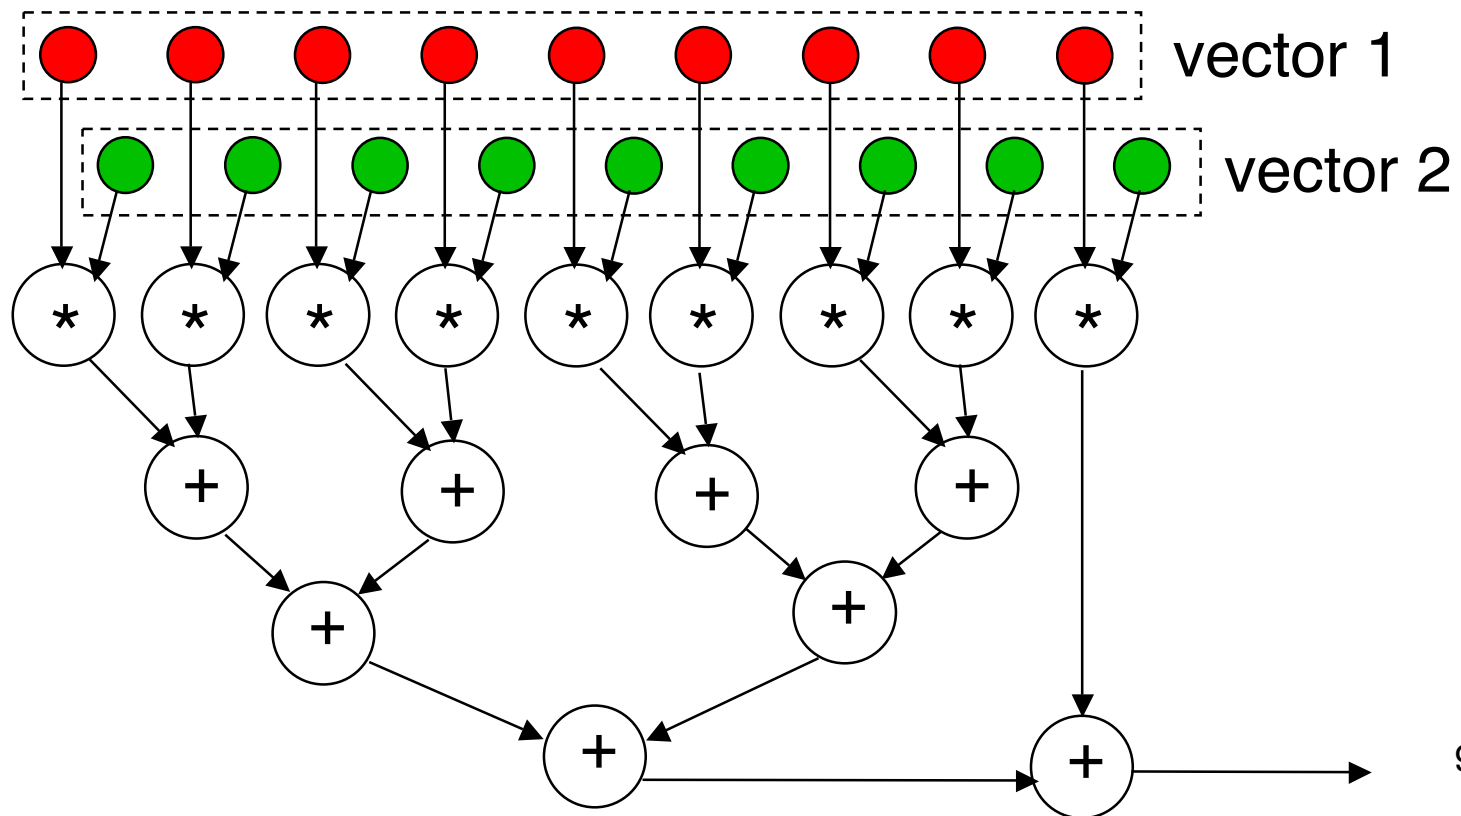 vector 1
vector 2
* * * * * * * * *
+ + + +
+ +
+ +